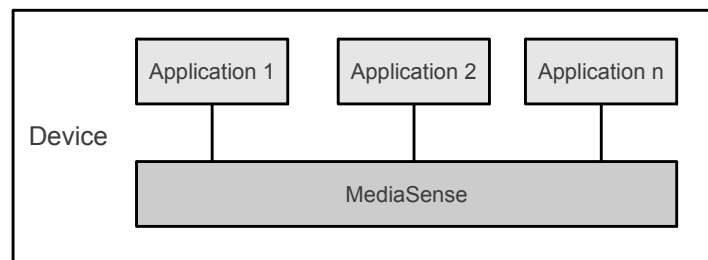 Application 1
Application 2
Application n
Device
MediaSense